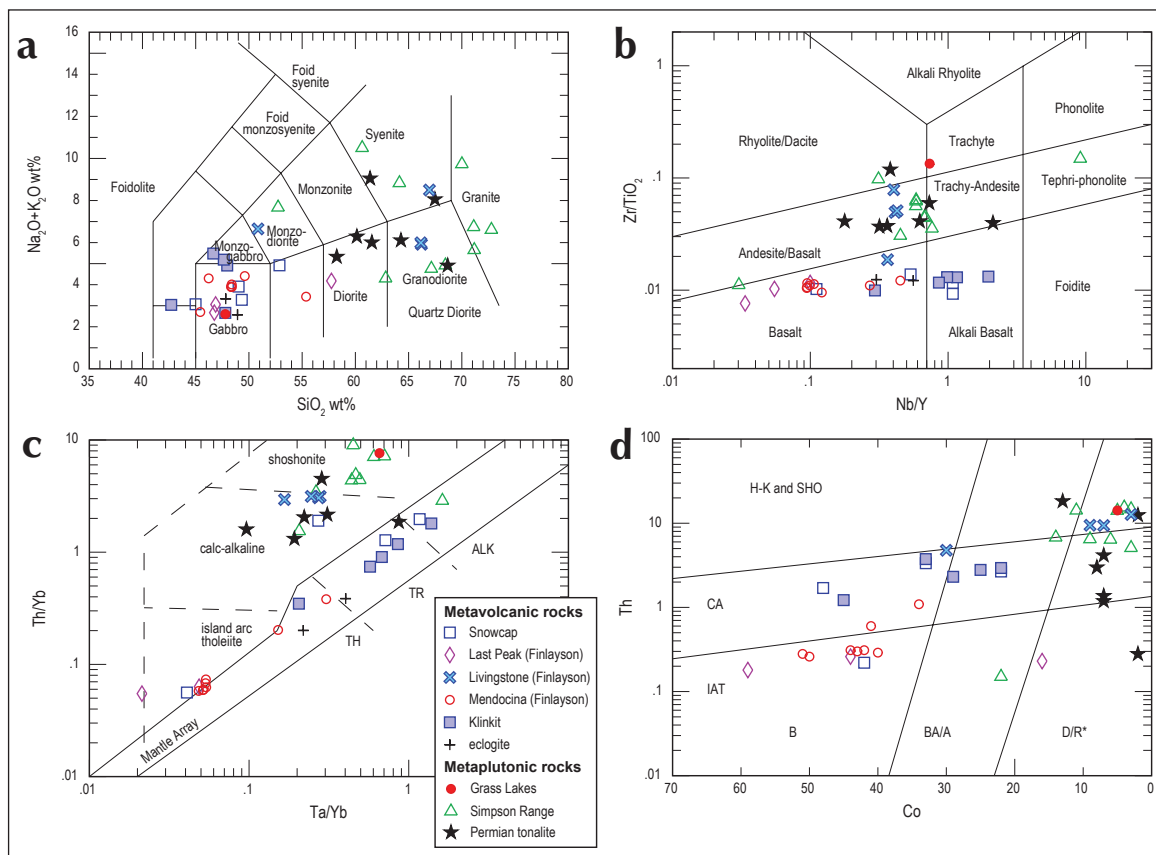 a
16
14
12
10
8
6
4
2
0
Na2O+K2O wt%
35
40
45
50
55
60
65
70
75
80
SiO2 wt%
Foid
syenite
Foid
monzosyenite
Syenite
Foidolite
Monzonite
Granite
Monzo-
diorite
Monzo-
gabbro
Granodiorite
Diorite
Gabbro
Quartz Diorite
b
1
.1
.01
Zr/TiO2
.01
.1
1
10
Nb/Y
Alkali Rhyolite
Phonolite
Rhyolite/Dacite
Trachyte
Trachy-Andesite
Tephri-phonolite
Andesite/Basalt
Foidite
Basalt
Alkali Basalt
c
10
1
.1
.01
Th/Yb
.01
.1
1
Ta/Yb
shoshonite
calc-alkaline
ALK
TR
island arc
tholeiite
TH
Mantle Array
Metavolcanic rocks
Snowcap
Last Peak (Finlayson)
Livingstone (Finlayson)
Mendocina (Finlayson)
Klinkit
eclogite
Metaplutonic rocks
Grass Lakes
Simpson Range
Permian tonalite
d
100
10
1
.1
.01
Th
70
60
50
40
30
20
10
0
Co
H-K and SHO
CA
IAT
B
BA/A
D/R*